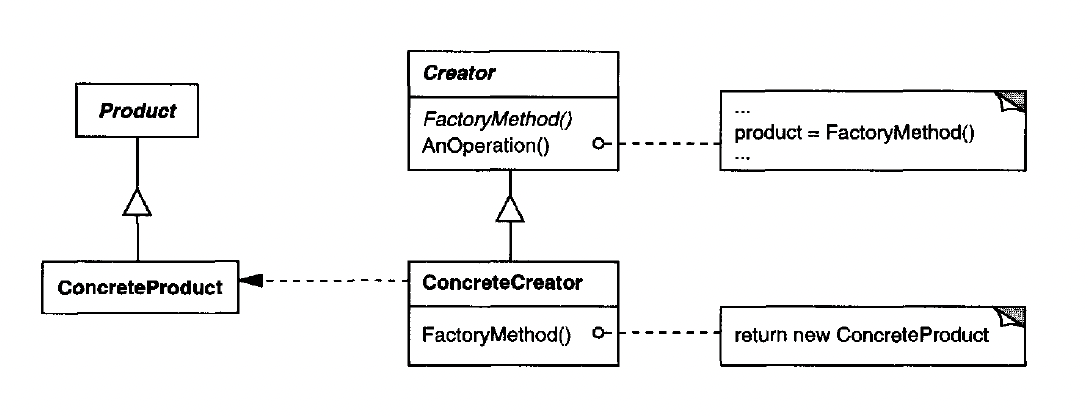 Product
ConcreteProduct
Creator
FactoryMethod()
AnOperation()
...
product = FactoryMethod()
...
ConcreteCreator
FactoryMethod()
return new ConcreteProduct